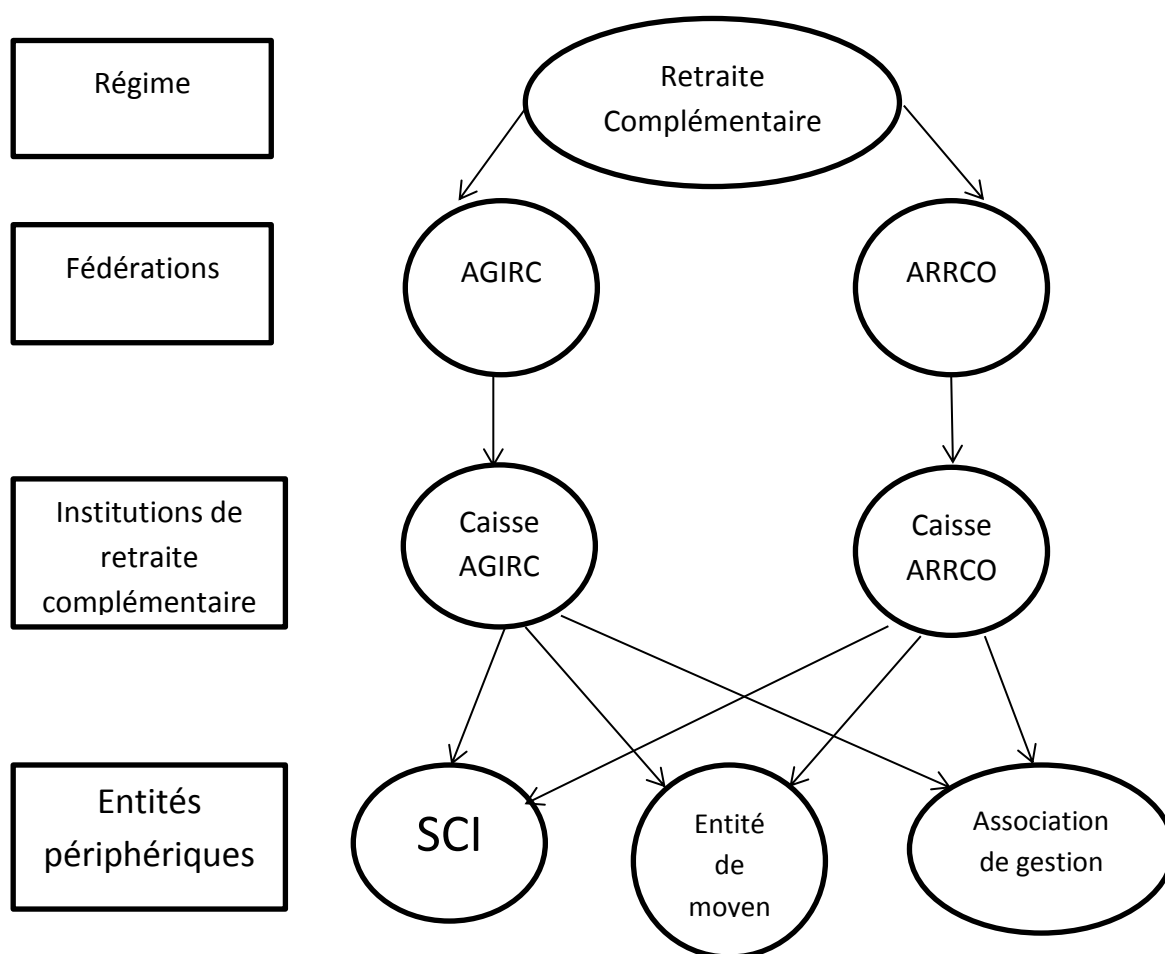 Régime
Retraite
Complémentaire
Fédérations
AGIRC
ARRCO
Institutions de
retraite
complémentaire
Caisse
AGIRC
Caisse
ARRCO
Entités
périphériques
SCI
Entité
de
moyen
Association
de gestion